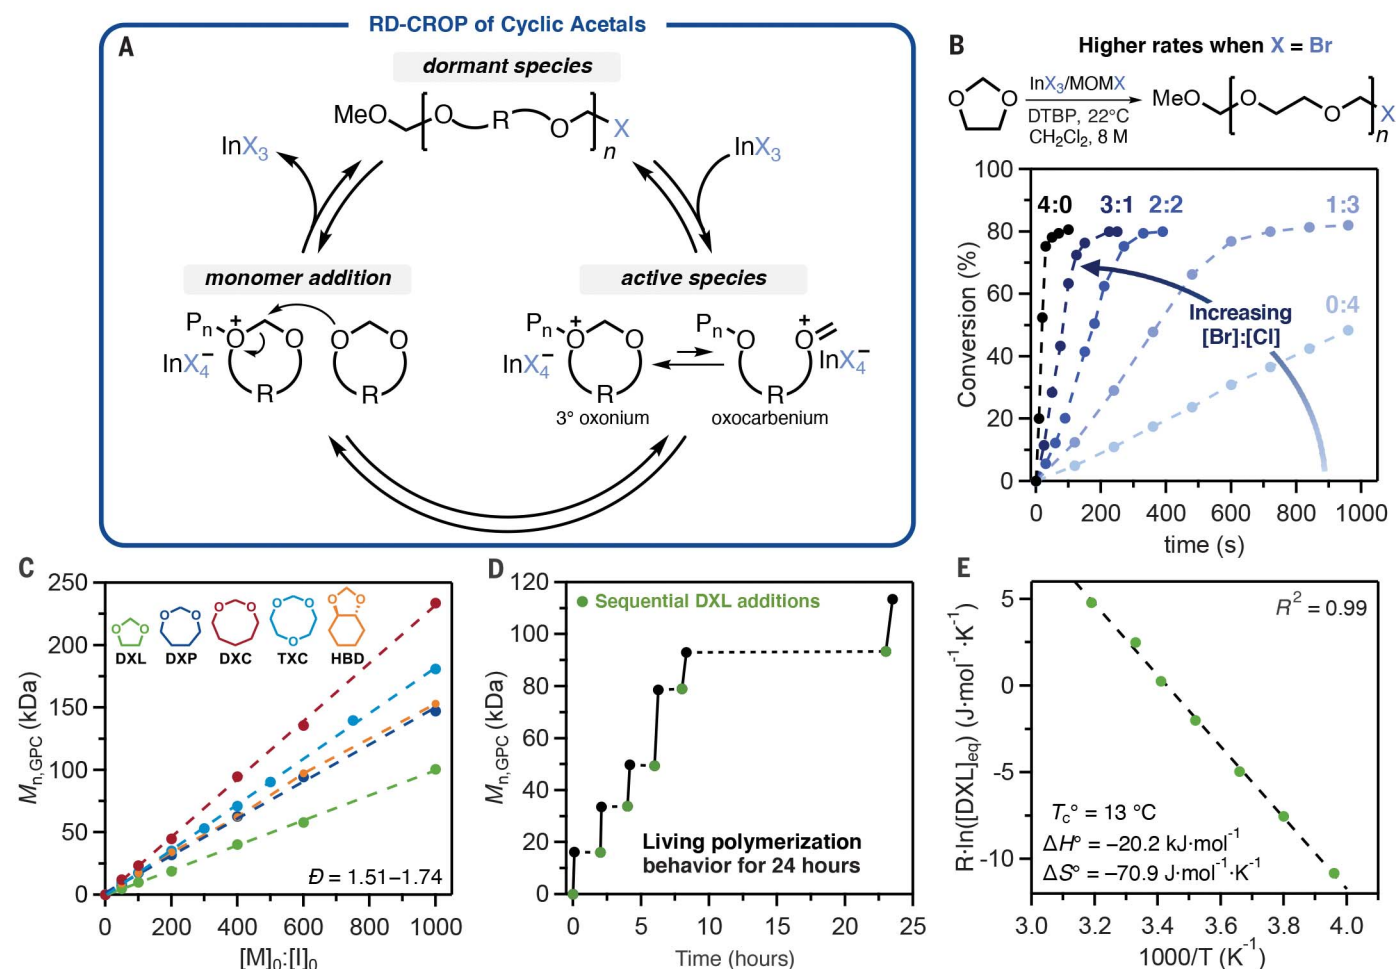 RD-CROP of Cyclic Acetals
A
dormant species
MeO
O
R
O
X
n
InX3
InX3
monomer addition
active species
Pn
+
O
O
O
O
InX4−
R
R
Pn
+
O
O
InX4−
R
3° oxonium
Pn
O
+
O
InX4−
R
oxocarbenium
B
Higher rates when X = Br
O
O
InX3/MOMX
DTBP, 22°C
CH2Cl2, 8 M
MeO
O
O
X
n
100
80
60
40
20
0
Conversion (%)
4:0
3:1
2:2
1:3
0:4
Increasing
[Br]:[Cl]
0
200
400
600
800
1000
time (s)
C
250
200
150
100
50
0
Mn,GPC (kDa)
O
O
O
O
O
O
O
O
O
O
O
DXL
DXP
DXC
TXC
HBD
Đ = 1.51–1.74
0
200
400
600
800
1000
[M]0:[I]0
D
120
100
80
60
40
20
0
Mn,GPC (kDa)
Sequential DXL additions
Living polymerization
behavior for 24 hours
0
5
10
15
20
25
Time (hours)
E
5
0
-5
-10
R·ln([DXL]eq) (J·mol−1·K−1)
R2 = 0.99
Tc° = 13 °C
ΔH° = −20.2 kJ·mol−1
ΔS° = −70.9 J·mol−1·K−1
3.0
3.2
3.4
3.6
3.8
4.0
1000/T (K-1)